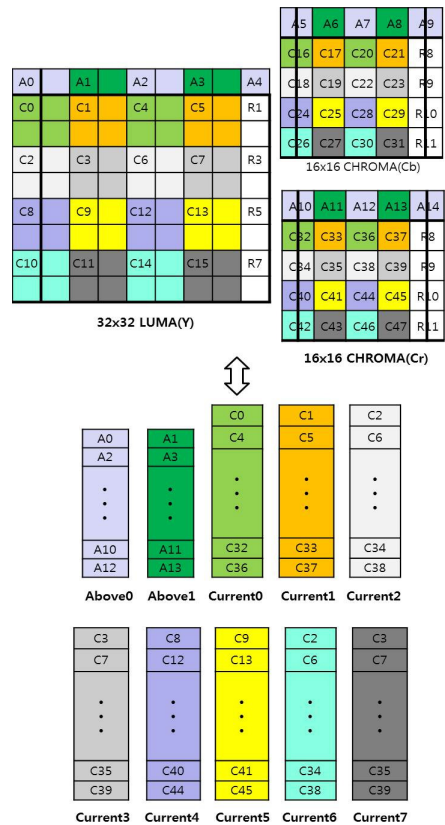 A0 A1 A2 A3 A4
C0 C1 C4 C5 R1
C2 C3 C6 C7 R3
C8 C9 C12 C13 R5
C10 C11 C14 C15 R7
32x32 LUMA(Y)
A5 A6 A7 A8 A9
C16 C17 C20 C21 R8
C18 C19 C22 C23 R9
C24 C25 C28 C29 R10
C26 C27 C30 C31 R11
16x16 CHROMA(Cb)
A10 A11 A12 A13 A14
C32 C33 C36 C37 R8
C34 C35 C38 C39 R9
C40 C41 C44 C45 R10
C42 C43 C46 C47 R11
16x16 CHROMA(Cr)
A0 A1 C0 C1 C2
A2 A3 C4 C5 C6
A10 A11 C32 C33 C34
A12 A13 C36 C37 C38
Above0 Above1 Current0 Current1 Current2
C3 C8 C9 C2 C3
C7 C12 C13 C6 C7
C35 C40 C41 C34 C35
C39 C44 C45 C38 C39
Current3 Current4 Current5 Current6 Current7